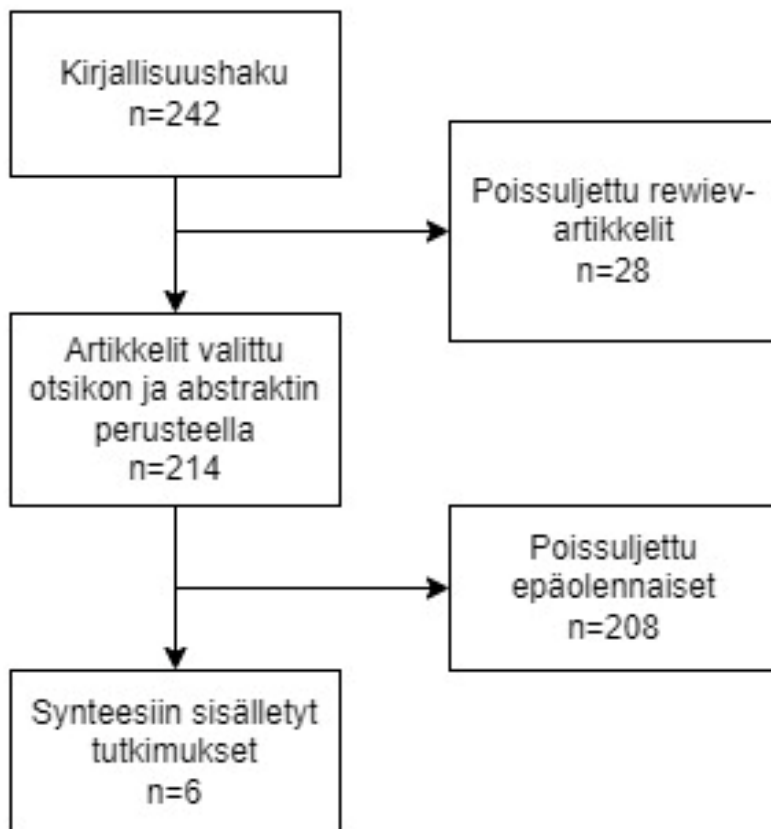 Kirjallisuushaku
n=242
Poissuljettu rewiev-
artikkelit
n=28
Artikkelit valittu
otsikon ja abstraktin
perusteella
n=214
Poissuljettu
epäolennaiset
n=208
Synteesiin sisälletyt
tutkimukset
n=6